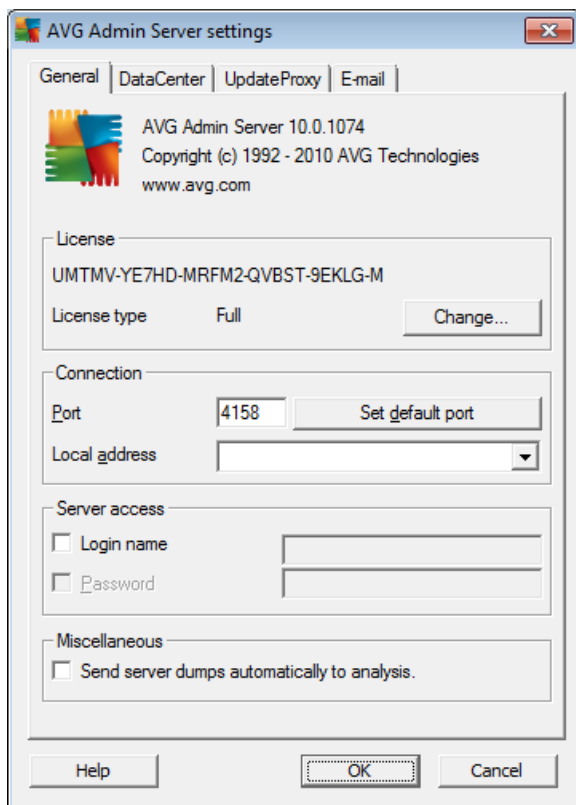 AVG Admin Server settings
General DataCenter UpdateProxy E-mail
AVG Admin Server 10.0.1074
Copyright (c) 1992 - 2010 AVG Technologies
www.avg.com
License
UMTMV-YE7HD-MRFM2-QVBST-9EKLG-M
License type Full Change...
Connection
Port 4158 Set default port
Local address
Server access
Login name
Password
Miscellaneous
Send server dumps automatically to analysis.
Help OK Cancel